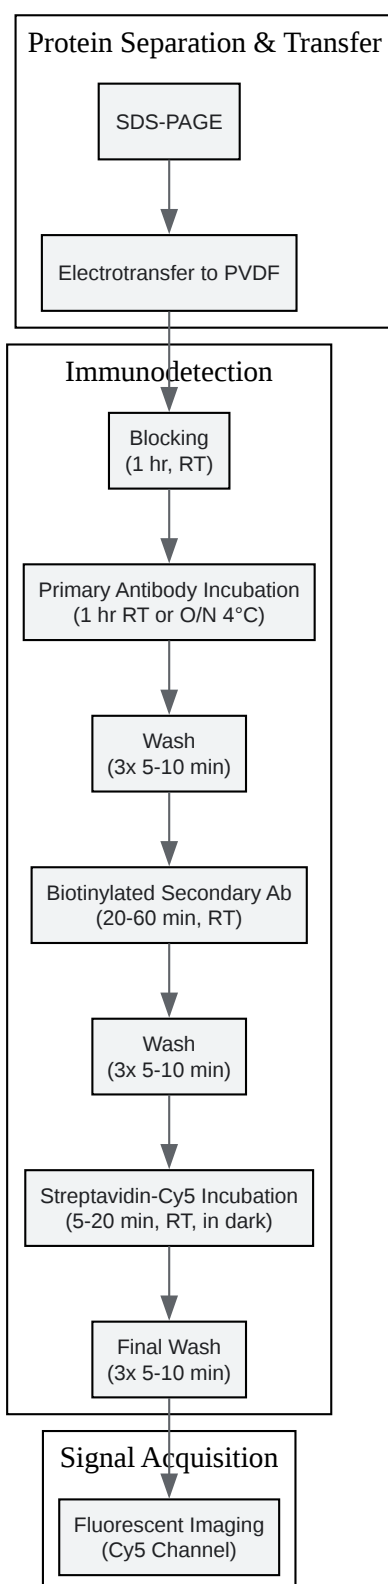 Protein Separation & Transfer
SDS-PAGE
Electrotransfer to PVDF
Immunodetection
Blocking
(1 hr, RT)
Primary Antibody Incubation
(1 hr RT or O/N 4°C)
Wash
(3x 5-10 min)
Biotinylated Secondary Ab
(20-60 min, RT)
Wash
(3x 5-10 min)
Streptavidin-Cy5 Incubation
(5-20 min, RT, in dark)
Final Wash
(3x 5-10 min)
Signal Acquisition
Fluorescent Imaging
(Cy5 Channel)